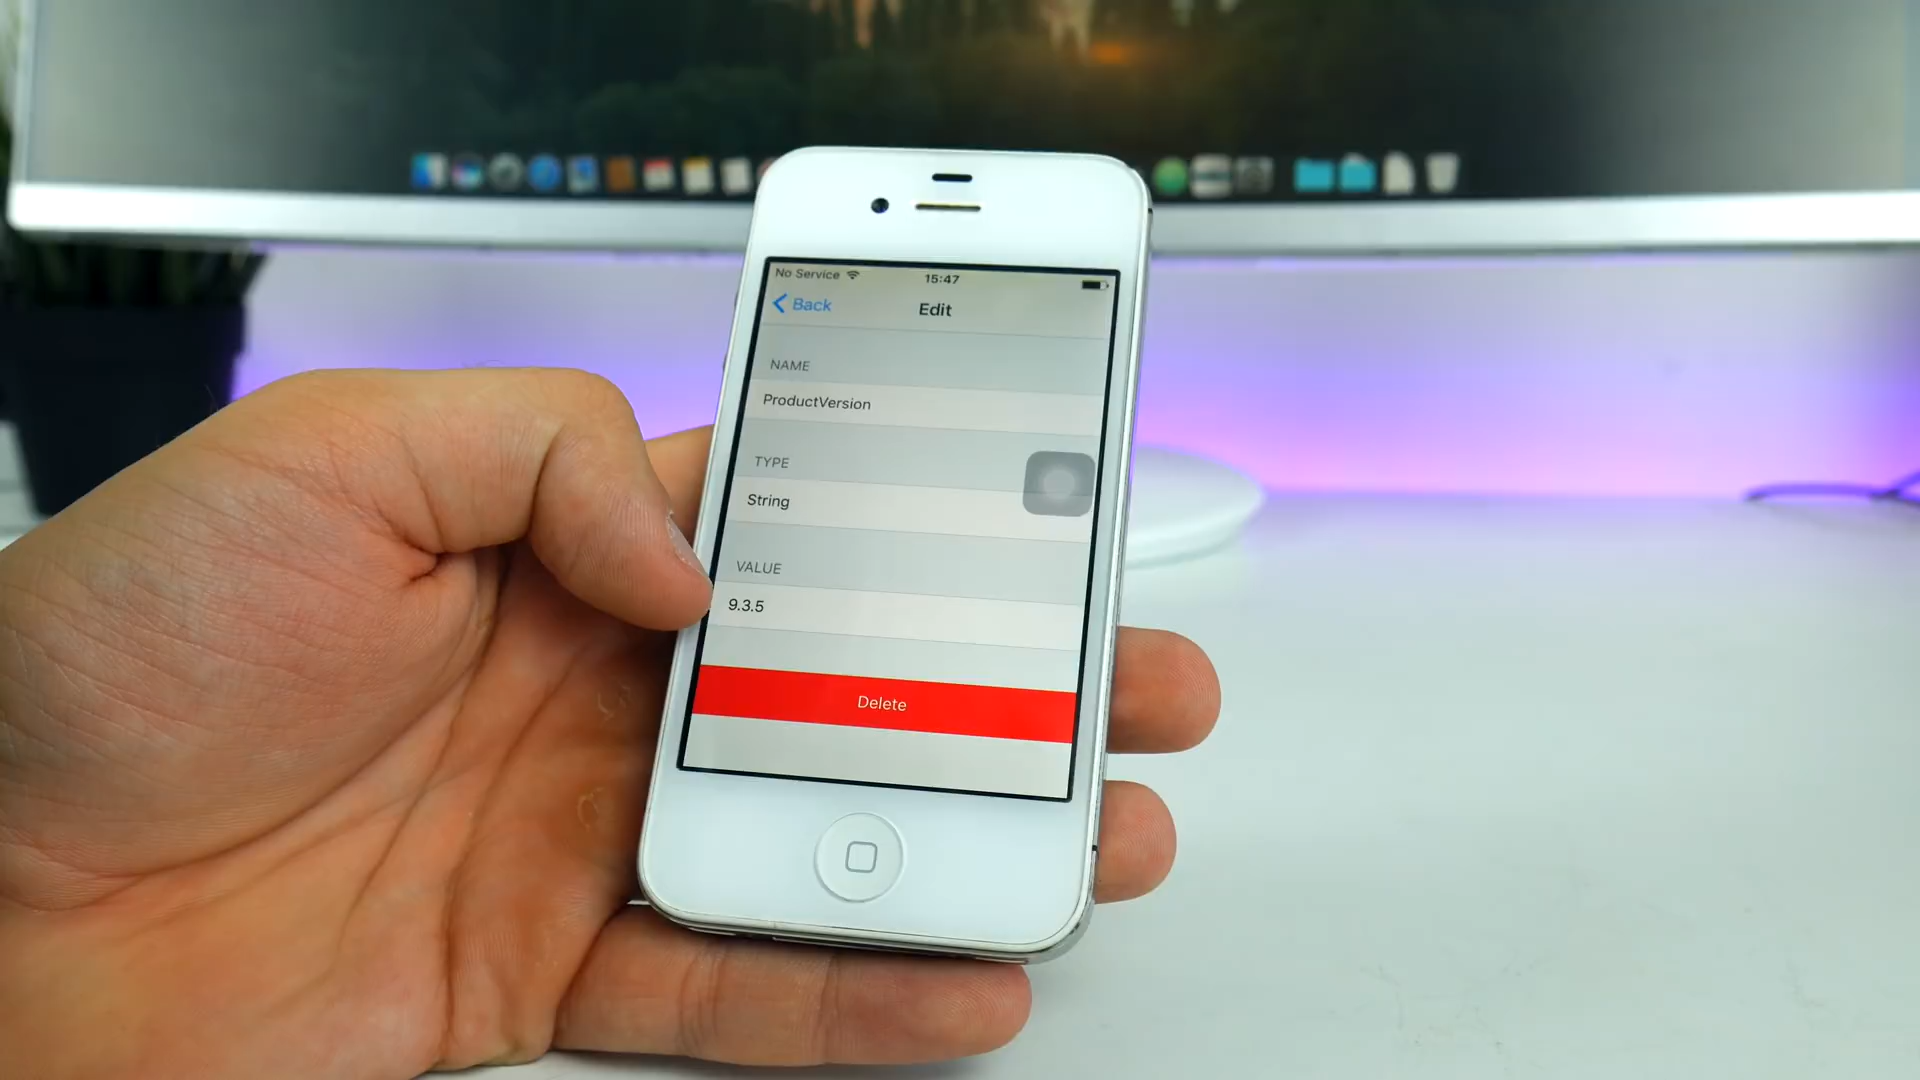 No Service
15:47
Back
Edit
NAME
ProductVersion
TYPE
String
VALUE
9.3.5
Delete